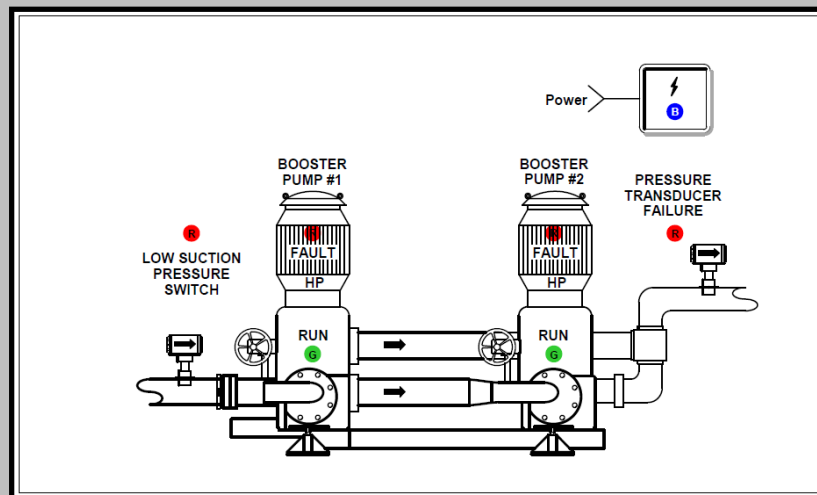 Power
B
BOOSTER
PUMP #1
BOOSTER
PUMP #2
PRESSURE
TRANSDUCER
FAILURE
R
LOW SUCTION
PRESSURE
SWITCH
R
FAULT
HP
R
FAULT
HP
R
RUN
G
RUN
G